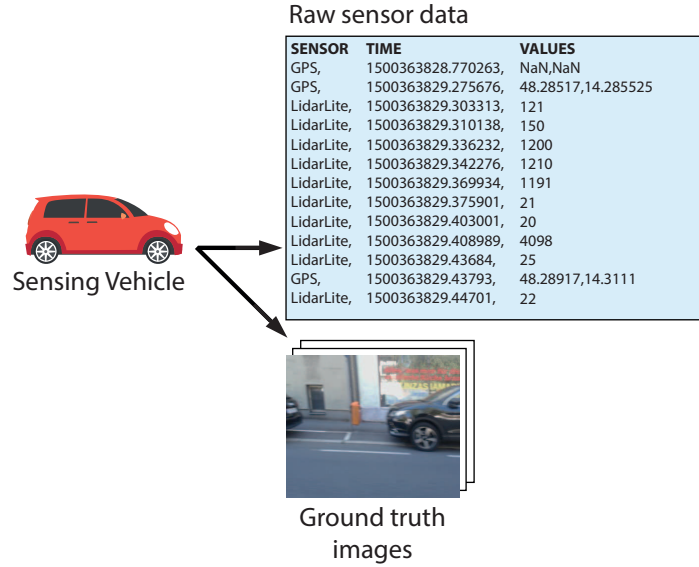 Raw sensor data
SENSOR TIME VALUES
GPS, 1500363828.770263, NaN,NaN
GPS, 1500363829.275676, 48.28517,14.285525
LidarLite, 1500363829.303313, 121
LidarLite, 1500363829.310138, 150
LidarLite, 1500363829.336232, 1200
LidarLite, 1500363829.342276, 1210
LidarLite, 1500363829.369934, 1191
LidarLite, 1500363829.375901, 21
LidarLite, 1500363829.403001, 20
LidarLite, 1500363829.408989, 4098
LidarLite, 1500363829.43684, 25
GPS, 1500363829.43793, 48.28917,14.3111
LidarLite, 1500363829.44701, 22
Sensing Vehicle
Ground truth
images